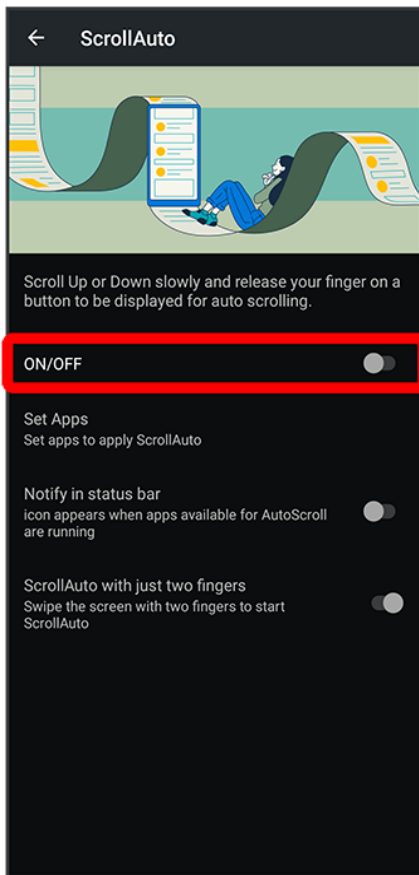 ScrollAuto
Scroll Up or Down slowly and release your finger on a
button to be displayed for auto scrolling.
ON/OFF
Set Apps
Set apps to apply ScrollAuto
Notify in status bar
icon appears when apps available for AutoScroll
are running
ScrollAuto with just two fingers
Swipe the screen with two fingers to start
ScrollAuto